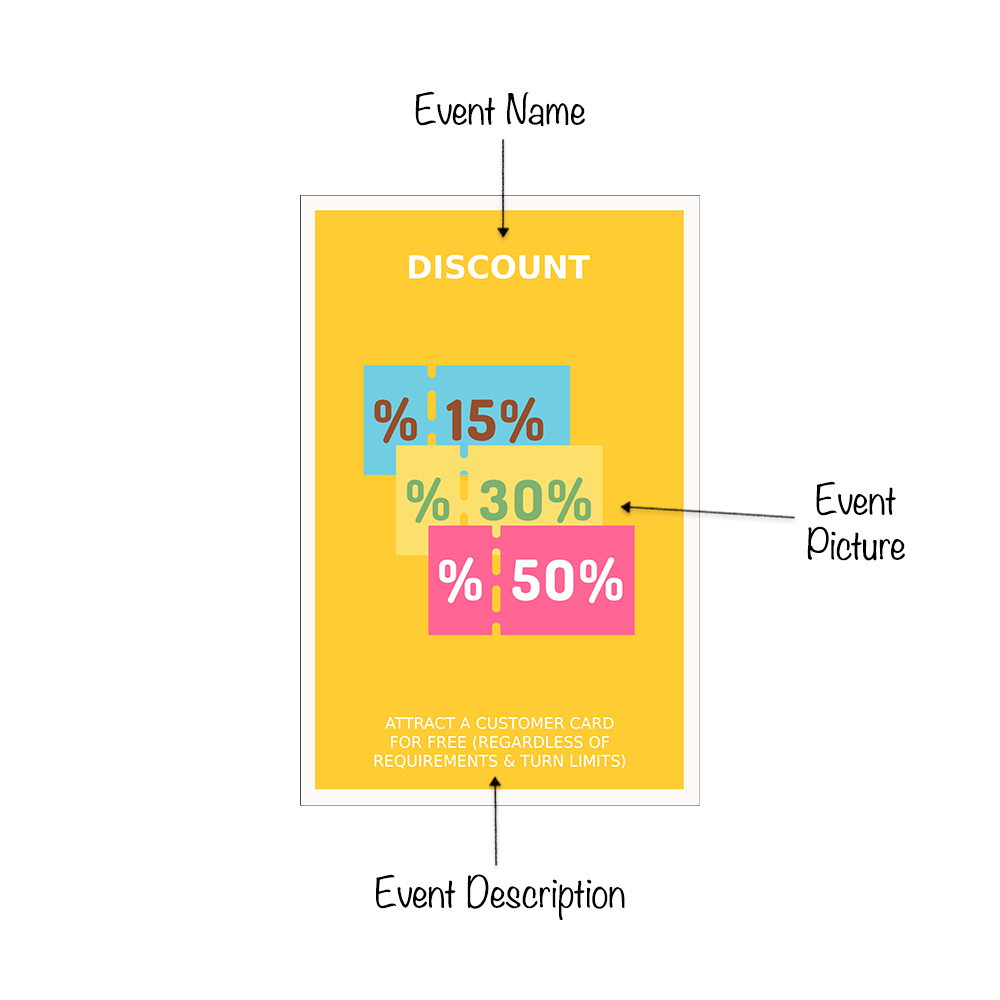 Event Name
DISCOUNT
% 15%
% 30%
% 50%
Event
Picture
ATTRACT A CUSTOMER CARD
FOR FREE (REGARDLESS OF
REQUIREMENTS & TURN LIMITS)
Event Description